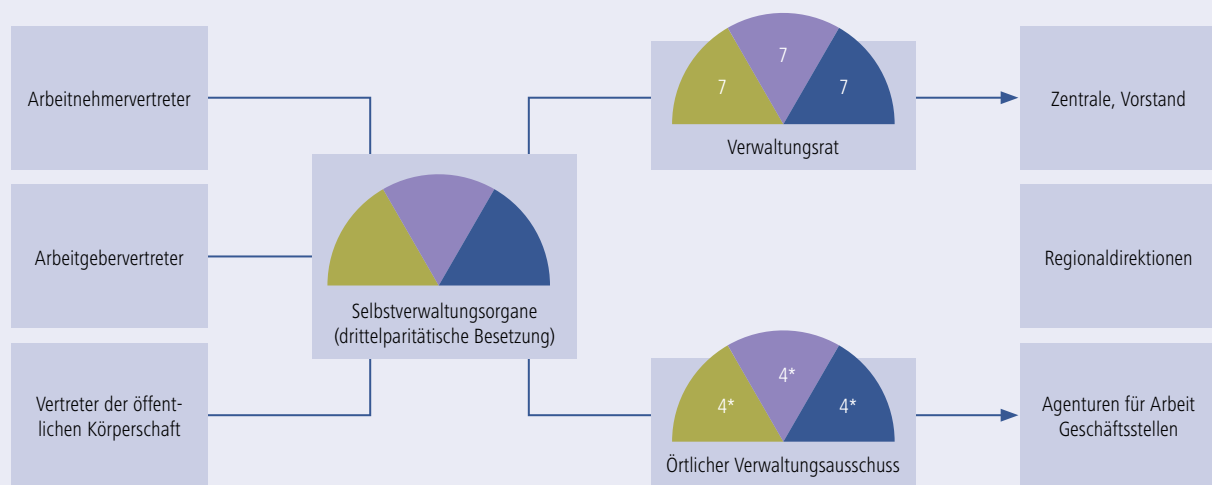 Arbeitnehmervertreter
Arbeitgebervertreter
Vertreter der öffent-
lichen Körperschaft
Selbstverwaltungsorgane
(drittelparitätische Besetzung)
7
7
7
Verwaltungsrat
4*
4*
4*
Örtlicher Verwaltungsausschuss
Zentrale, Vorstand
Regionaldirektionen
Agenturen für Arbeit
Geschäftsstellen